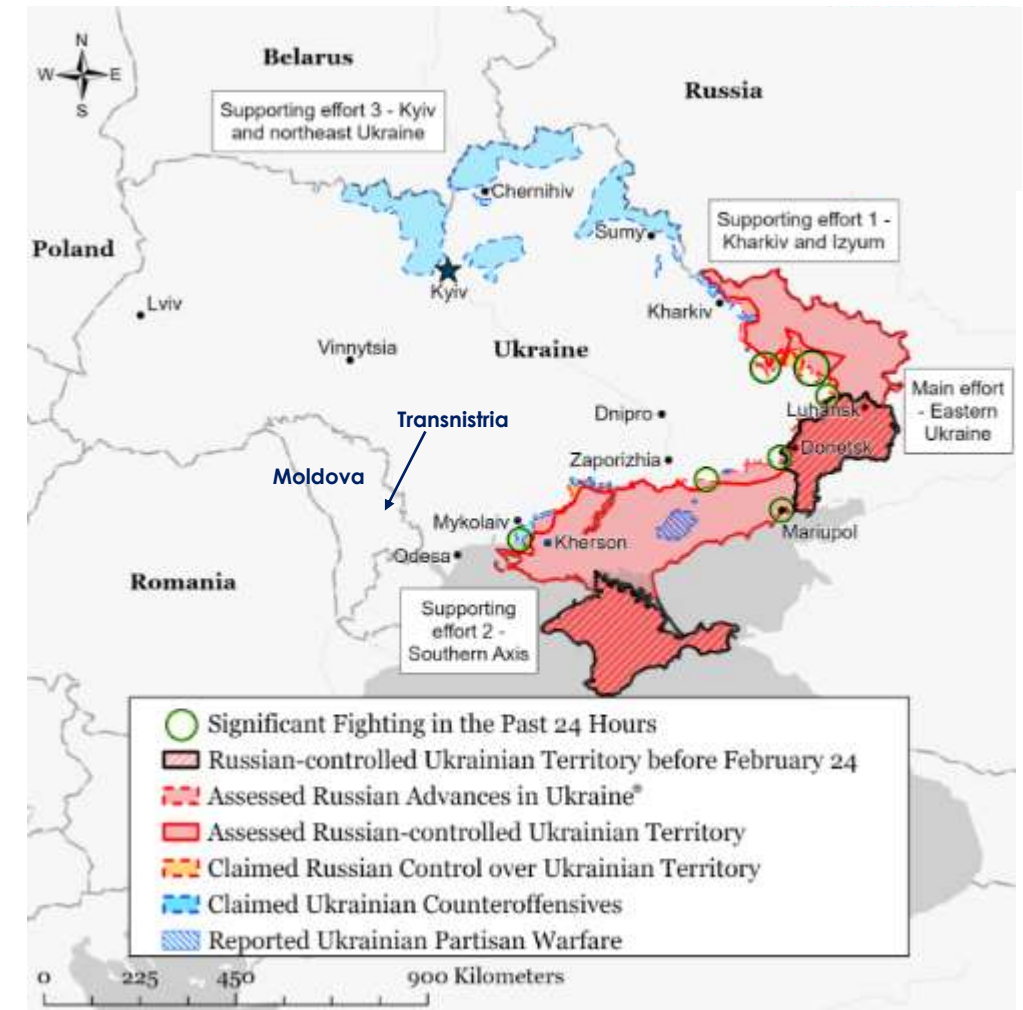 N
W E
S
Belarus
Russia
Supporting effort 3 - Kyiv
and northeast Ukraine
Chernihiv
Supporting effort 1 -
Kharkiv and Izyum
Sumy
Poland
Kyiv
Lviv
Kharkiv
Vinnytsia
Ukraine
Main effort
- Eastern
Ukraine
Luhansk
Dnipro
Transnistria
Donetsk
Zaporizhia
Moldova
Mykolaiv
Mariupol
Kherson
Odesa
Romania
Supporting
effort 2 -
Southern Axis
Significant Fighting in the Past 24 Hours
Russian-controlled Ukrainian Territory before February 24
Assessed Russian Advances in Ukraine*
Assessed Russian-controlled Ukrainian Territory
Claimed Russian Control over Ukrainian Territory
Claimed Ukrainian Counteroffensives
Reported Ukrainian Partisan Warfare
0 225 450 900 Kilometers